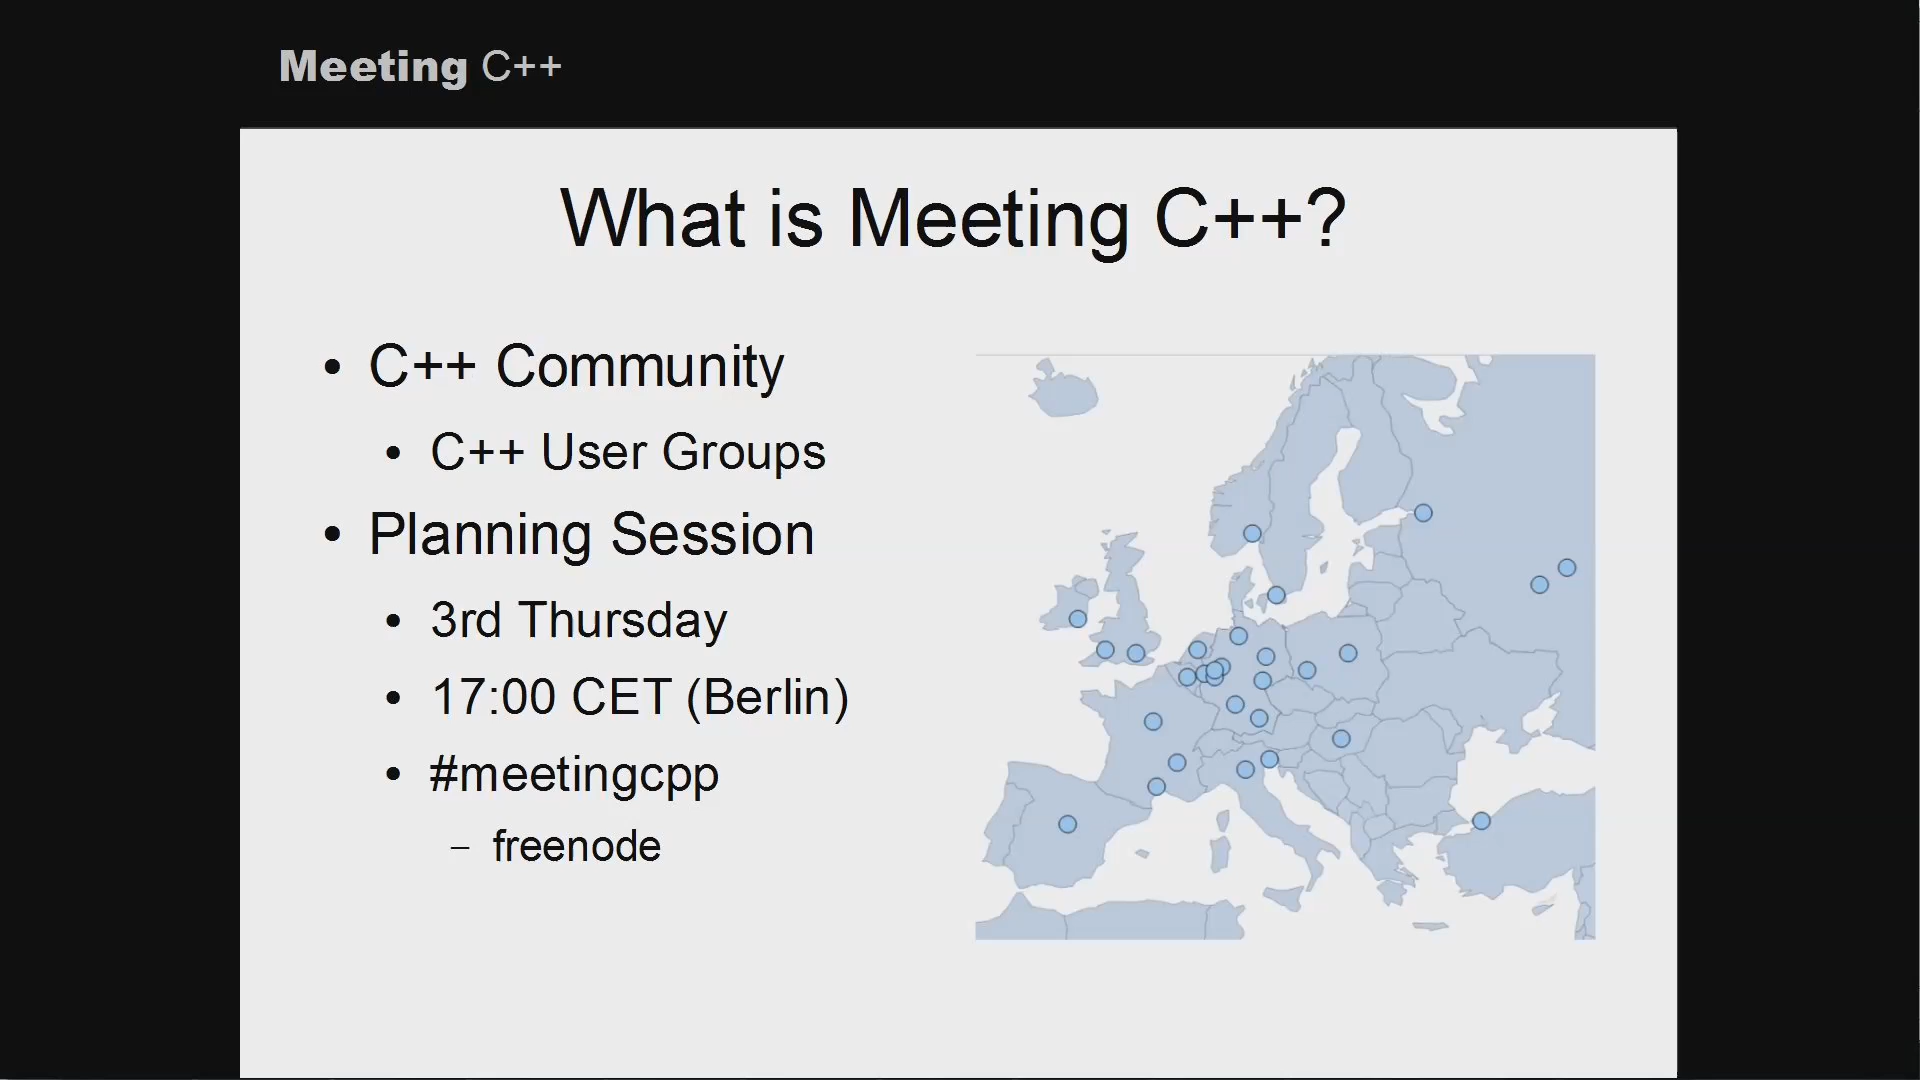 Meeting C++
What is Meeting C++?
• C++ Community
• C++ User Groups
• Planning Session
• 3rd Thursday
• 17:00 CET (Berlin)
• #meetingcpp
– freenode